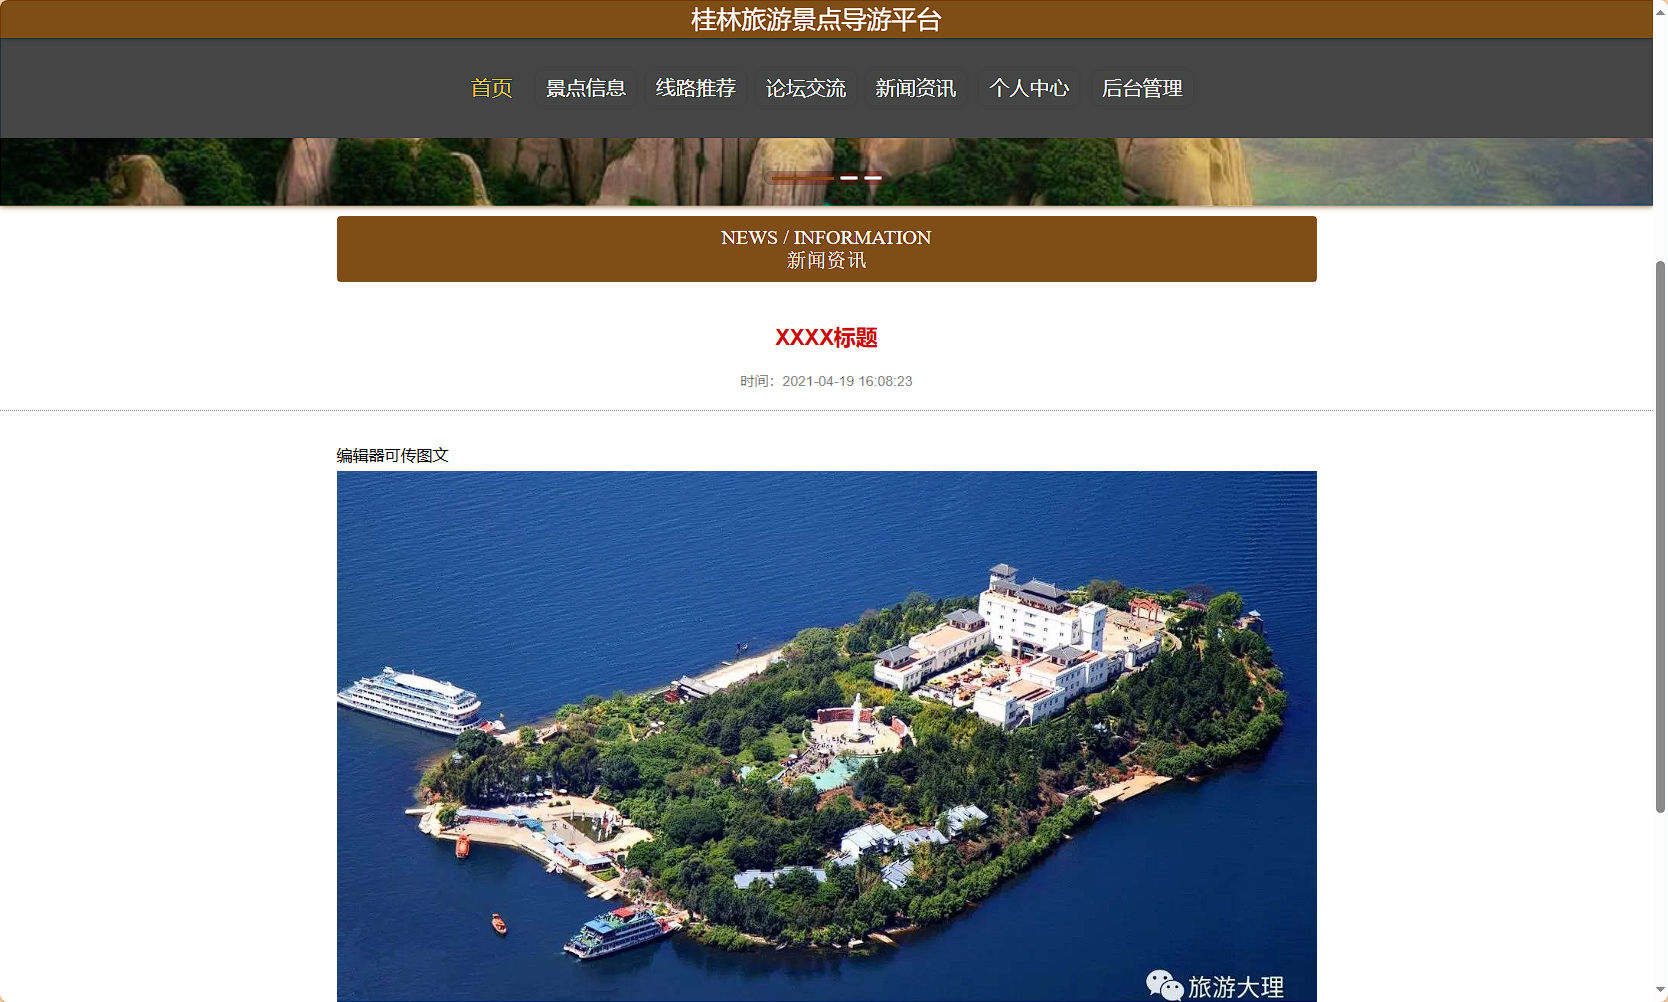 桂林旅游景点导游平台
首页 景点信息 线路推荐 论坛交流 新闻资讯 个人中心 后台管理
NEWS / INFORMATION
新闻资讯
XXXX标题
时间：2021-04-19 16:08:23
编辑器可传图文
旅游大理